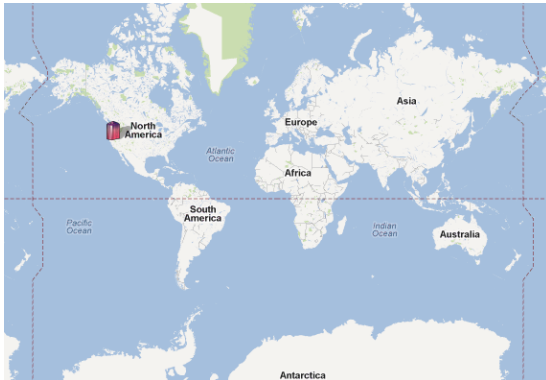 Asia
Europe
North
America
Atlantic
Ocean
Africa
South
America
Pacific
Ocean
Indian
Ocean
Australia
Antarctica